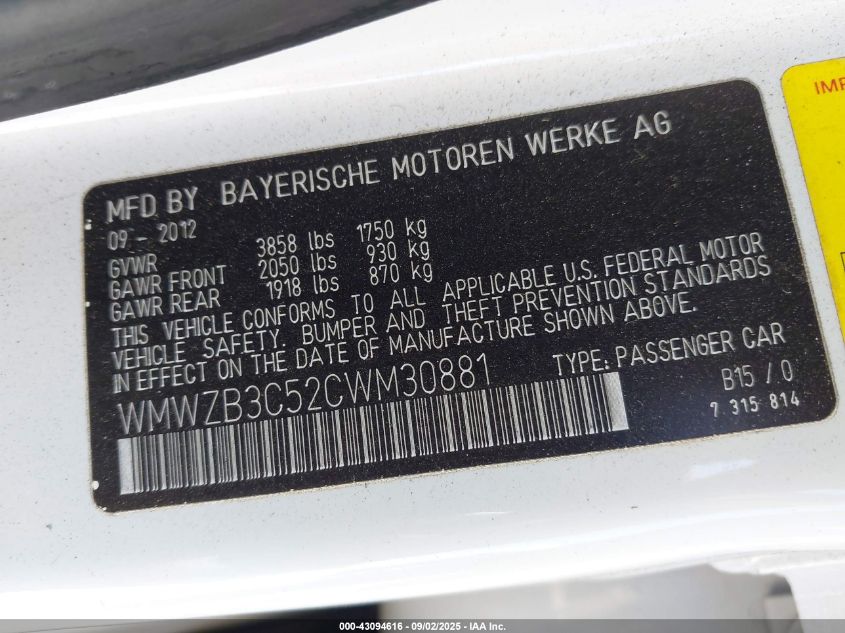 MFD BY BAYERISCHE MOTOREN WERKE AG
09 - 2012
GVWR 3858 lbs 1750 kg
GAWR FRONT 2050 lbs 930 kg
GAWR REAR 1918 lbs 870 kg
THIS VEHICLE CONFORMS TO ALL APPLICABLE U.S. FEDERAL MOTOR
VEHICLE SAFETY, BUMPER AND THEFT PREVENTION STANDARDS
IN EFFECT ON THE DATE OF MANUFACTURE SHOWN ABOVE.
WMWZB3C52CWM30881 TYPE: PASSENGER CAR
B15 / 0
7 315 814
000-43094616 - 09/02/2025 - IAA Inc.